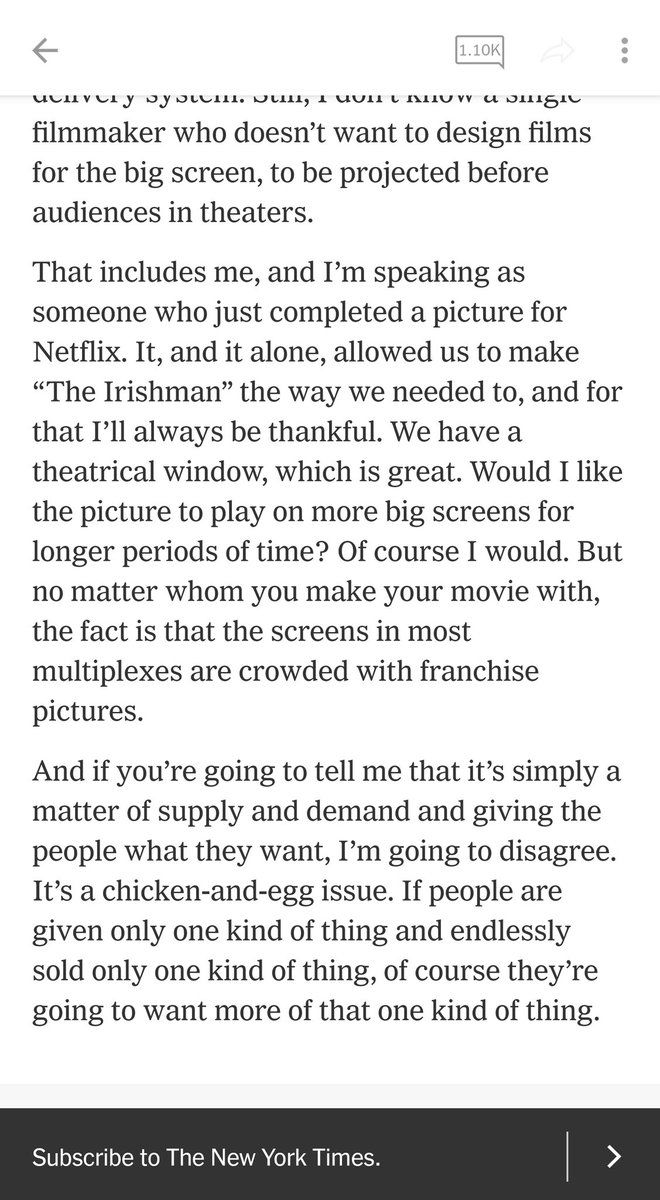 1.10K
delivery system. Still, I don’t know a single
filmmaker who doesn’t want to design films
for the big screen, to be projected before
audiences in theaters.
That includes me, and I’m speaking as
someone who just completed a picture for
Netflix. It, and it alone, allowed us to make
“The Irishman” the way we needed to, and for
that I’ll always be thankful. We have a
theatrical window, which is great. Would I like
the picture to play on more big screens for
longer periods of time? Of course I would. But
no matter whom you make your movie with,
the fact is that the screens in most
multiplexes are crowded with franchise
pictures.
And if you’re going to tell me that it’s simply a
matter of supply and demand and giving the
people what they want, I’m going to disagree.
It’s a chicken-and-egg issue. If people are
given only one kind of thing and endlessly
sold only one kind of thing, of course they’re
going to want more of that one kind of thing.
Subscribe to The New York Times.